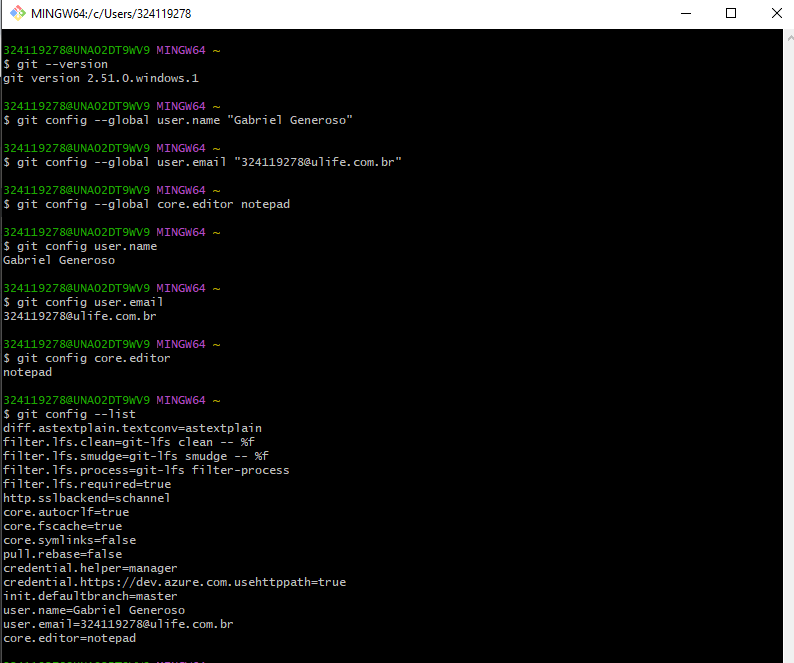 MINGW64:/c/Users/324119278
324119278@UNA02DT9WV9 MINGW64 ~
$ git --version
git version 2.51.0.windows.1
324119278@UNA02DT9WV9 MINGW64 ~
$ git config --global user.name "Gabriel Generoso"
324119278@UNA02DT9WV9 MINGW64 ~
$ git config --global user.email "324119278@ulife.com.br"
324119278@UNA02DT9WV9 MINGW64 ~
$ git config --global core.editor notepad
324119278@UNA02DT9WV9 MINGW64 ~
$ git config user.name
Gabriel Generoso
324119278@UNA02DT9WV9 MINGW64 ~
$ git config user.email
324119278@ulife.com.br
324119278@UNA02DT9WV9 MINGW64 ~
$ git config core.editor
notepad
324119278@UNA02DT9WV9 MINGW64 ~
$ git config --list
diff.astextplain.textconv=astextplain
filter.lfs.clean=git-lfs clean -- %f
filter.lfs.smudge=git-lfs smudge -- %f
filter.lfs.process=git-lfs filter-process
filter.lfs.required=true
http.sslbackend=schannel
core.autocrlf=true
core.fscache=true
core.symlinks=false
pull.rebase=false
credential.helper=manager
credential.https://dev.azure.com.usehttppath=true
init.defaultbranch=master
user.name=Gabriel Generoso
user.email=324119278@ulife.com.br
core.editor=notepad